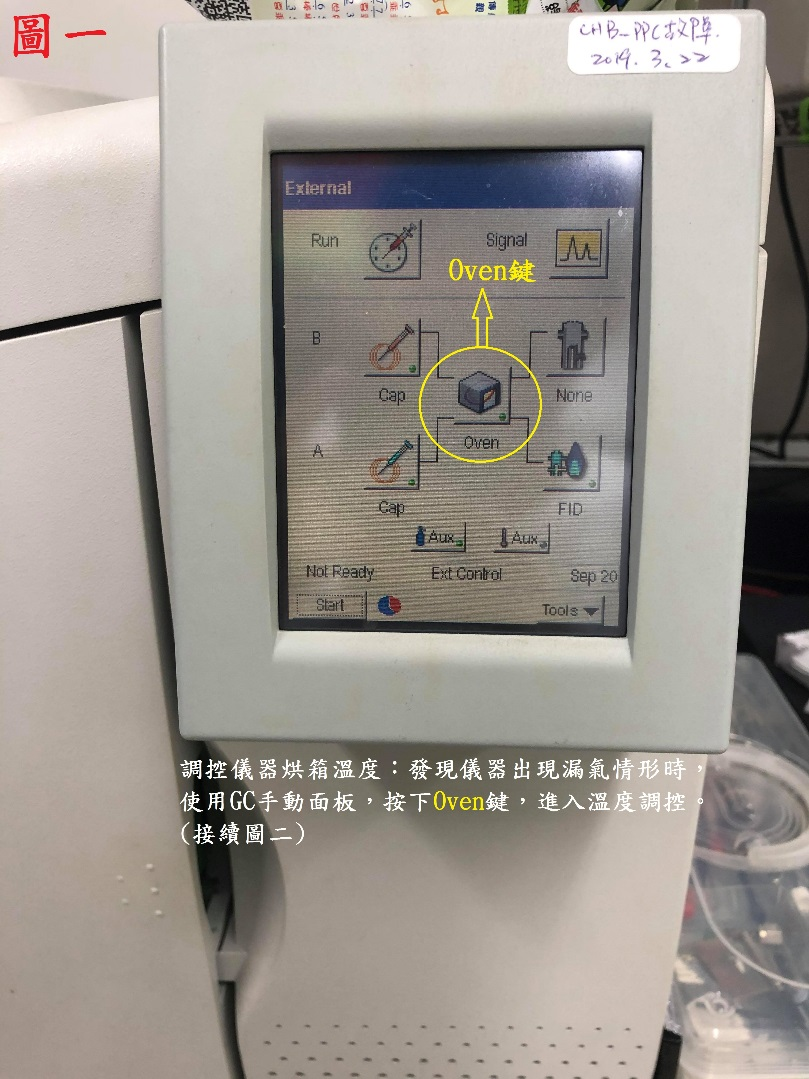 圖一
CHB-PPC故障.
2019.3.22
External
Run
Signal
Oven鍵
B
Cap
None
Oven
A
Cap
FID
Aux
Aux
Not Ready
Ext Control
Sep 20
Start
Tools
調控儀器烘箱溫度：發現儀器出現漏氣情形時，
使用GC手動面板，按下Oven鍵，進入溫度調控。
(接續圖二)